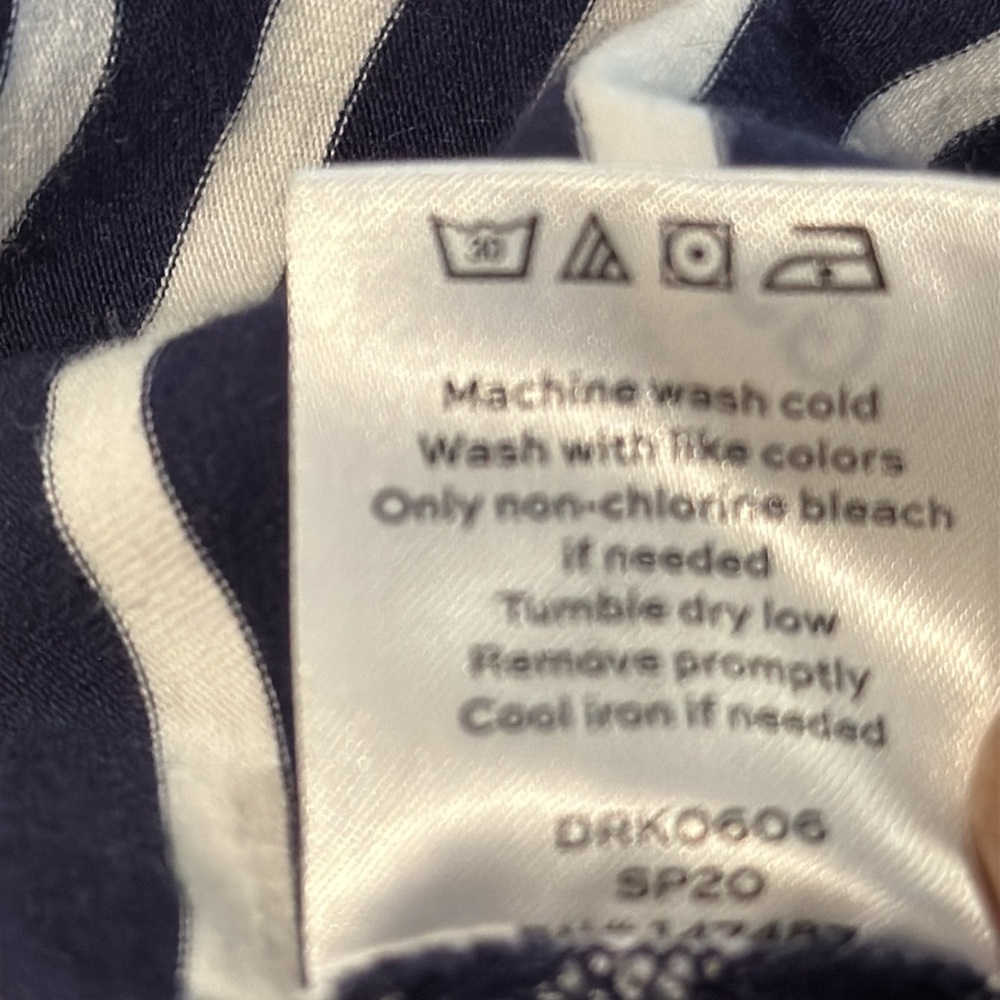 30
Machine wash cold
Wash with like colors
Only non-chlorine bleach
if needed
Tumble dry low
Remove promptly
Cool iron if needed
DRK0606
SP20